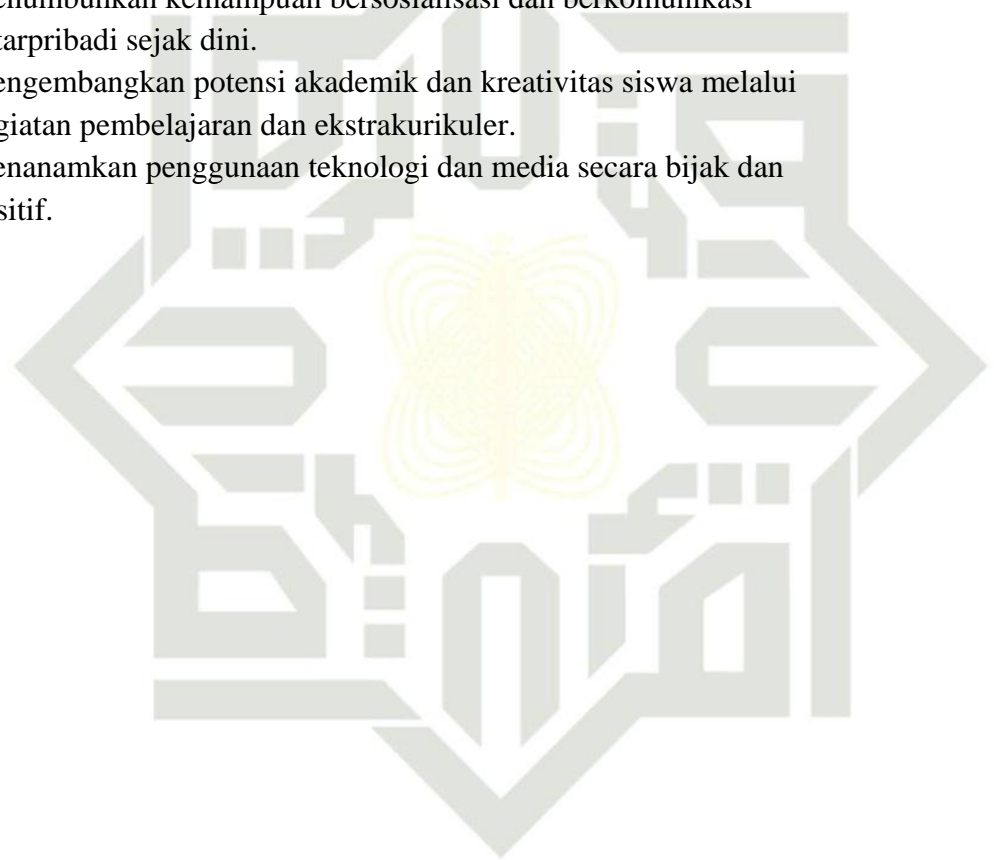 enumbuhkan kemampuan bersosialisasi dan berkomunikasi
tarpribadi sejak dini.
engembangkan potensi akademik dan kreativitas siswa melalui
giatan pembelajaran dan ekstrakurikuler.
enanamkan penggunaan teknologi dan media secara bijak dan
sitif.